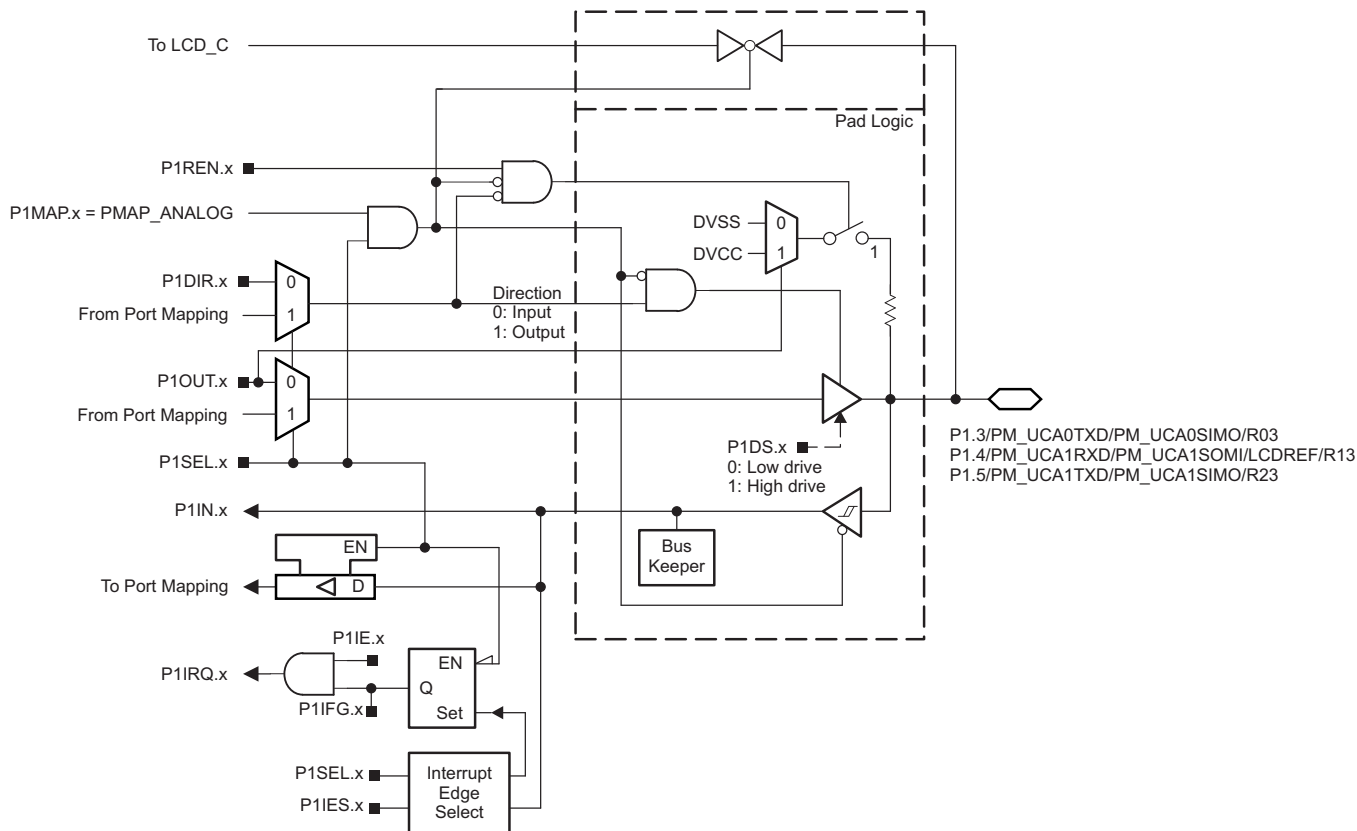 To LCD_C
Pad Logic
P1REN.x
P1MAP.x = PMAP_ANALOG
DVSS
0
DVCC
1
1
P1DIR.x
0
From Port Mapping
1
Direction
0: Input
1: Output
P1OUT.x
0
From Port Mapping
1
P1SEL.x
P1DS.x
0: Low drive
1: High drive
P1.3/PM_UCA0TXD/PM_UCA0SIMO/R03
P1.4/PM_UCA1RXD/PM_UCA1SOMI/LCDREF/R13
P1.5/PM_UCA1TXD/PM_UCA1SIMO/R23
P1IN.x
EN
Bus
Keeper
To Port Mapping
D
P1IE.x
P1IRQ.x
EN
Q
P1IFG.x
Set
P1SEL.x
P1IES.x
Interrupt
Edge
Select